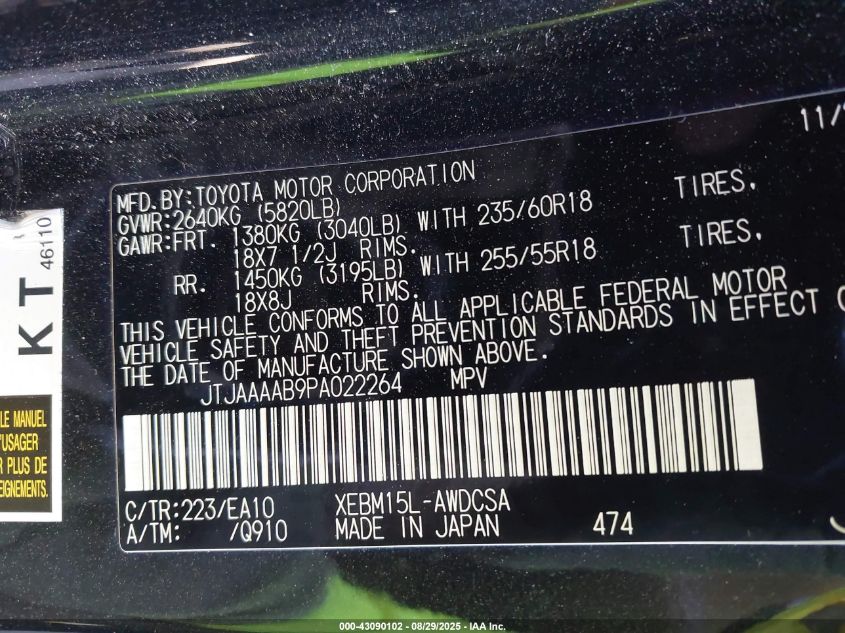 11/
MFD.BY:TOYOTA MOTOR CORPORATION
GVWR:2640KG (5820LB)
GAWR:FRT. 1380KG (3040LB) WITH 235/60R18 TIRES.
18X7 1/2J RIMS.
RR. 1450KG (3195LB) WITH 255/55R18 TIRES.
18X8J RIMS.
THIS VEHICLE CONFORMS TO ALL APPLICABLE FEDERAL MOTOR
VEHICLE SAFETY AND THEFT PREVENTION STANDARDS IN EFFECT
THE DATE OF MANUFACTURE SHOWN ABOVE.
JTJAAAAB9PA022264 MPV
C/TR:223/EA10 XEBM15L-AWDCSA
A/TM: /Q910 MADE IN JAPAN 474
KT
46110
LE MANUEL
'USAGER
R PLUS DE
EIGNEMENTS.
000-43090102 - 08/29/2025 - IAA Inc.